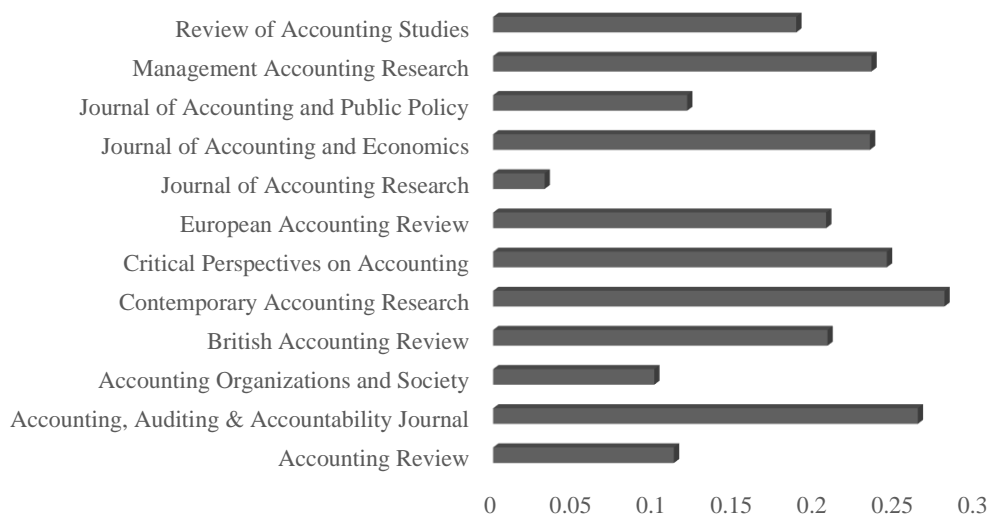 Review of Accounting Studies
Management Accounting Research
Journal of Accounting and Public Policy
Journal of Accounting and Economics
Journal of Accounting Research
European Accounting Review
Critical Perspectives on Accounting
Contemporary Accounting Research
British Accounting Review
Accounting Organizations and Society
Accounting, Auditing & Accountability Journal
Accounting Review
0 0.05 0.1 0.15 0.2 0.25 0.3